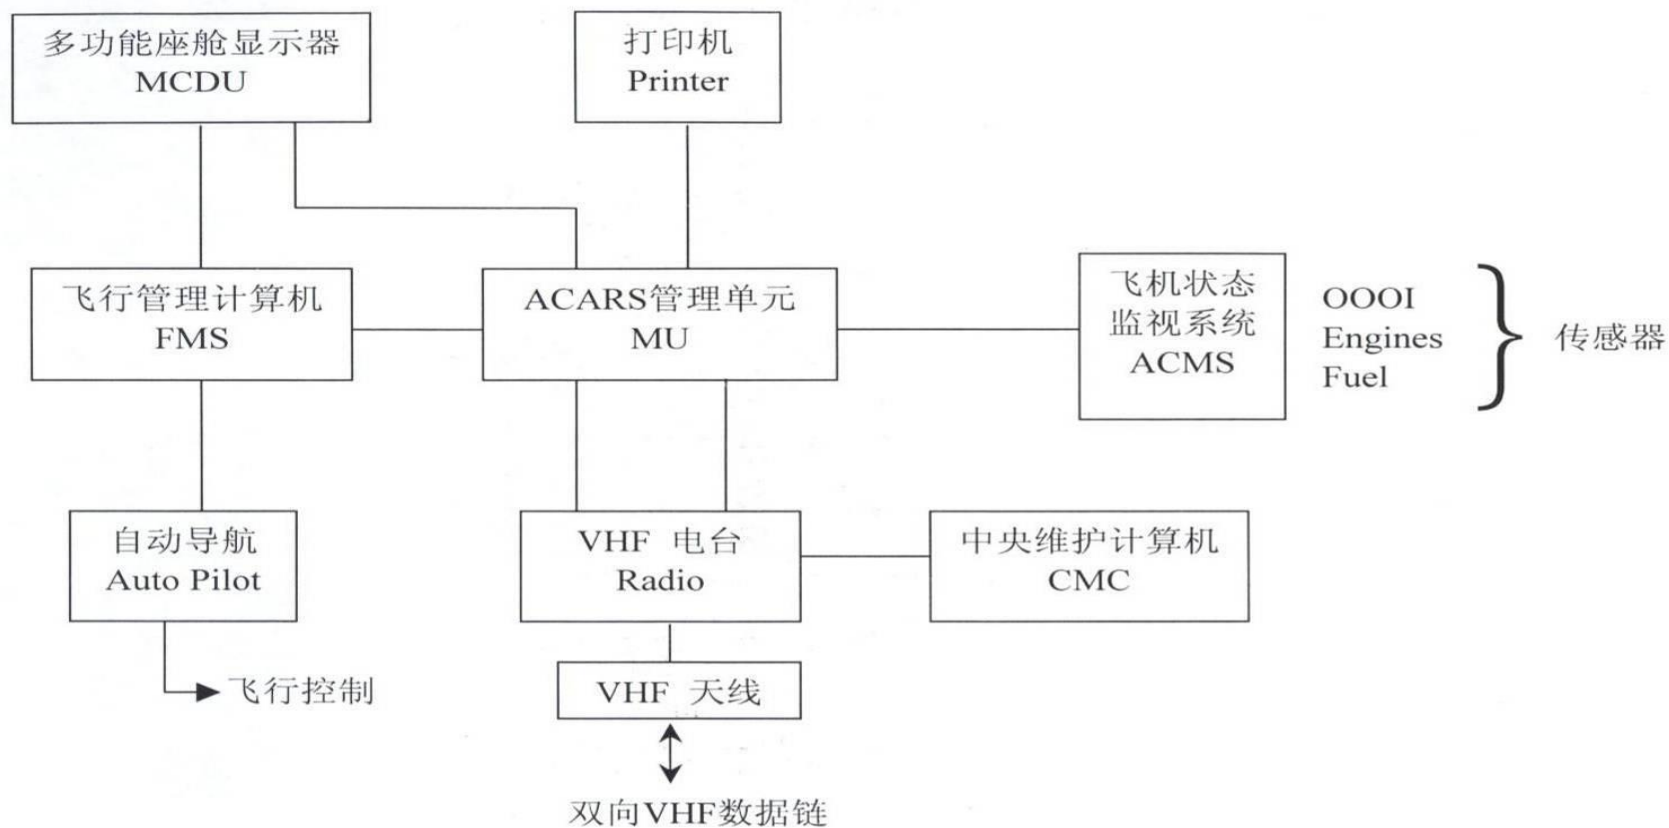 多功能座舱显示器
MCDU
打印机
Printer
飞行管理计算机
FMS
ACARS管理单元
MU
飞机状态
监视系统
ACMS
OOOI
Engines
Fuel
传感器
自动导航
Auto Pilot
VHF 电台
Radio
中央维护计算机
CMC
飞行控制
VHF 天线
双向VHF数据链